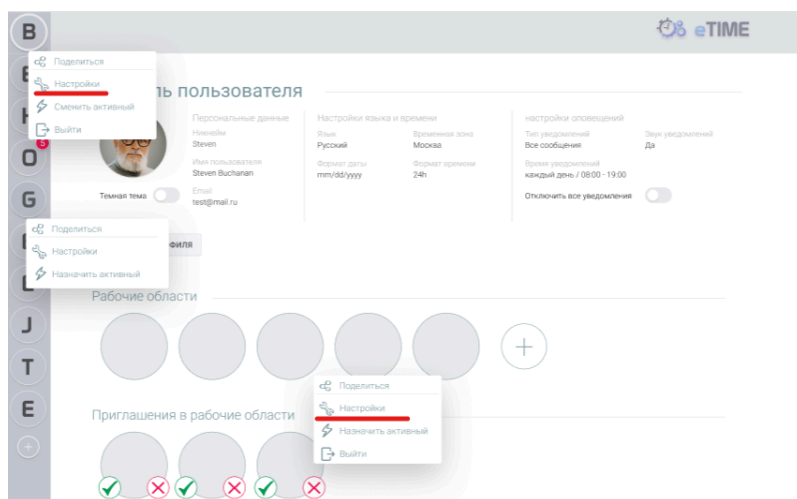 B
eTIME
Поделиться
Настройки
ль пользователя
Сменить активный
Выйти
Персональные данные
Настройки языка и времени
настройки оповещений
Никнейм
Язык
Временная зона
Тип уведомлений
Звук уведомлений
Steven
Русский
Москва
Все сообщения
Да
5
O
Имя пользователя
Формат даты
Формат времени
Время уведомлений
Steven Buchanan
mm/dd/yyyy
24h
каждый день / 08:00 - 19:00
G
Темная тема
Email
Отключить все уведомления
test@mail.ru
Поделиться
Настройки
офиля
Назначить активный
Рабочие области
J
T
Поделиться
E
Настройки
Приглашения в рабочие области
Назначить активный
Выйти